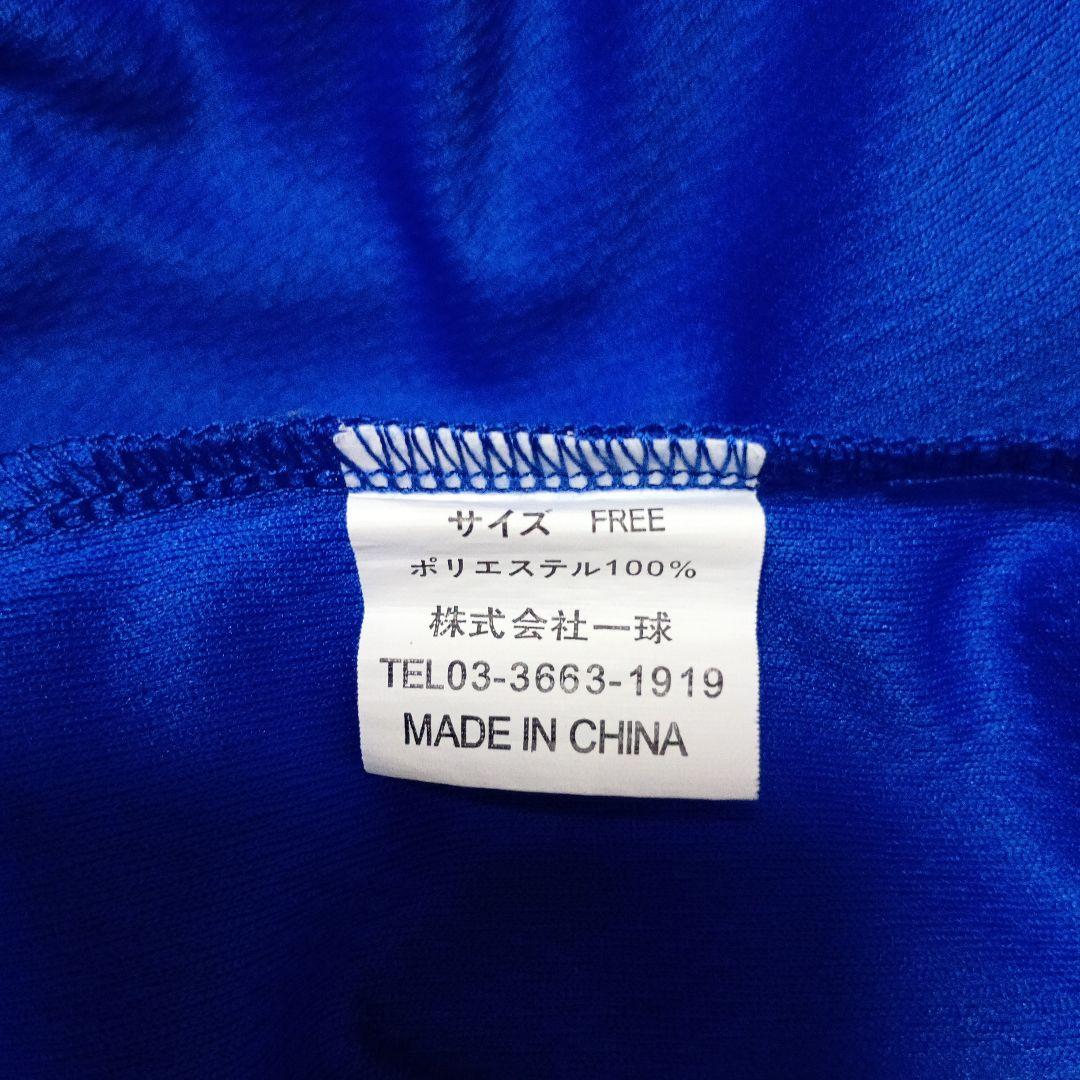 サイズ FREE
ポリエステル100%
株式会社一球
TEL03-3663-1919
MADE IN CHINA